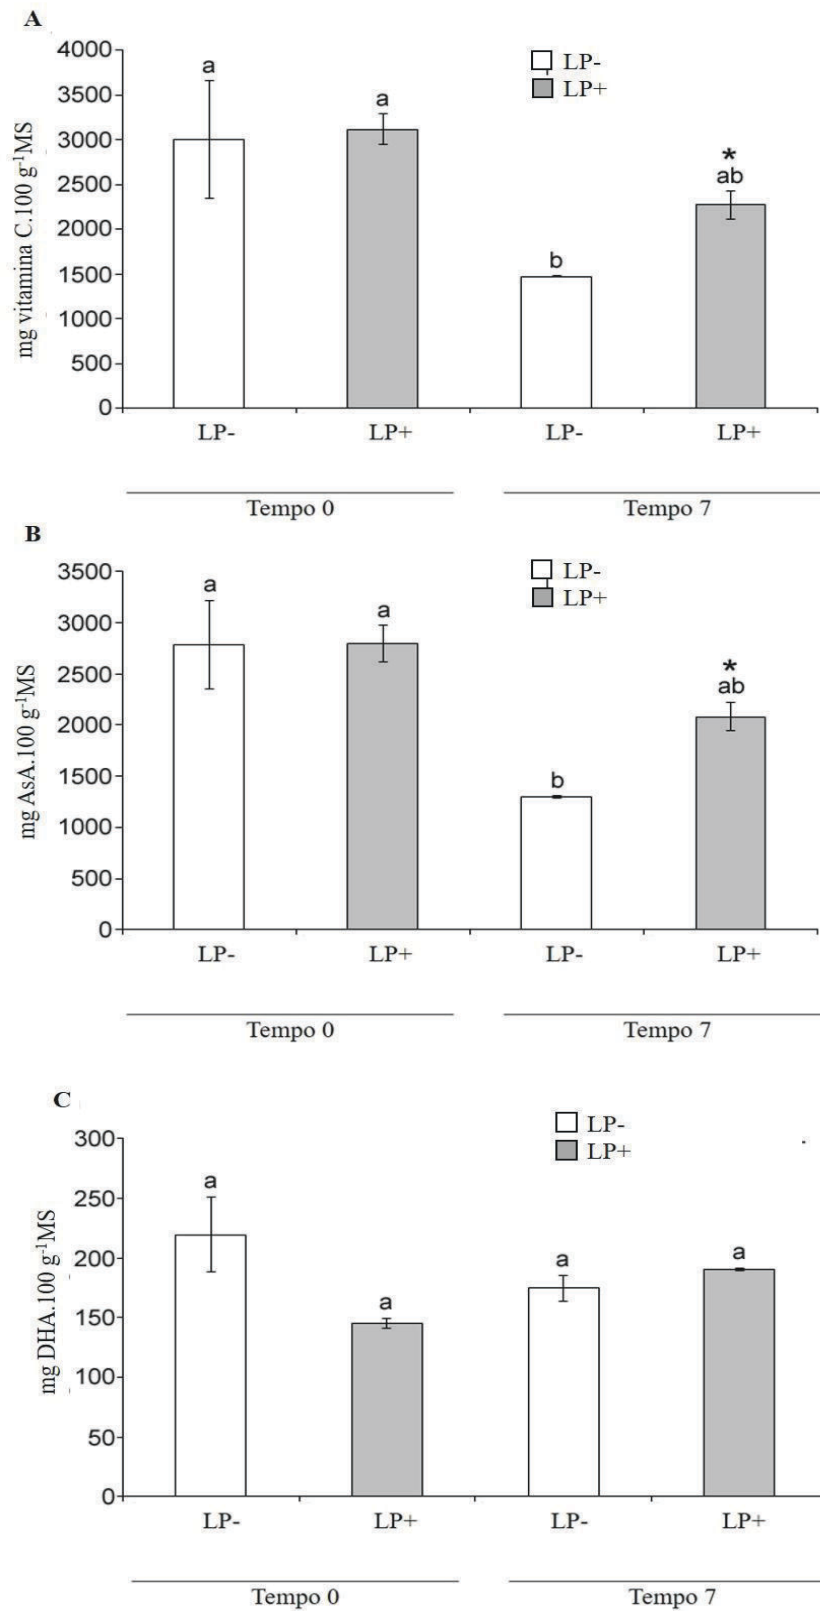 A
mg vitamina C.100 g⁻¹MS
4000
3500
3000
2500
2000
1500
1000
500
0
LP-
LP+
a
a
b
*
ab
LP-
LP+
LP-
LP+
Tempo 0
Tempo 7
B
mg AsA.100 g⁻¹MS
3500
3000
2500
2000
1500
1000
500
0
LP-
LP+
a
a
b
*
ab
LP-
LP+
LP-
LP+
Tempo 0
Tempo 7
C
mg DHA.100 g⁻¹MS
300
250
200
150
100
50
0
LP-
LP+
a
a
a
a
LP-
LP+
LP-
LP+
Tempo 0
Tempo 7